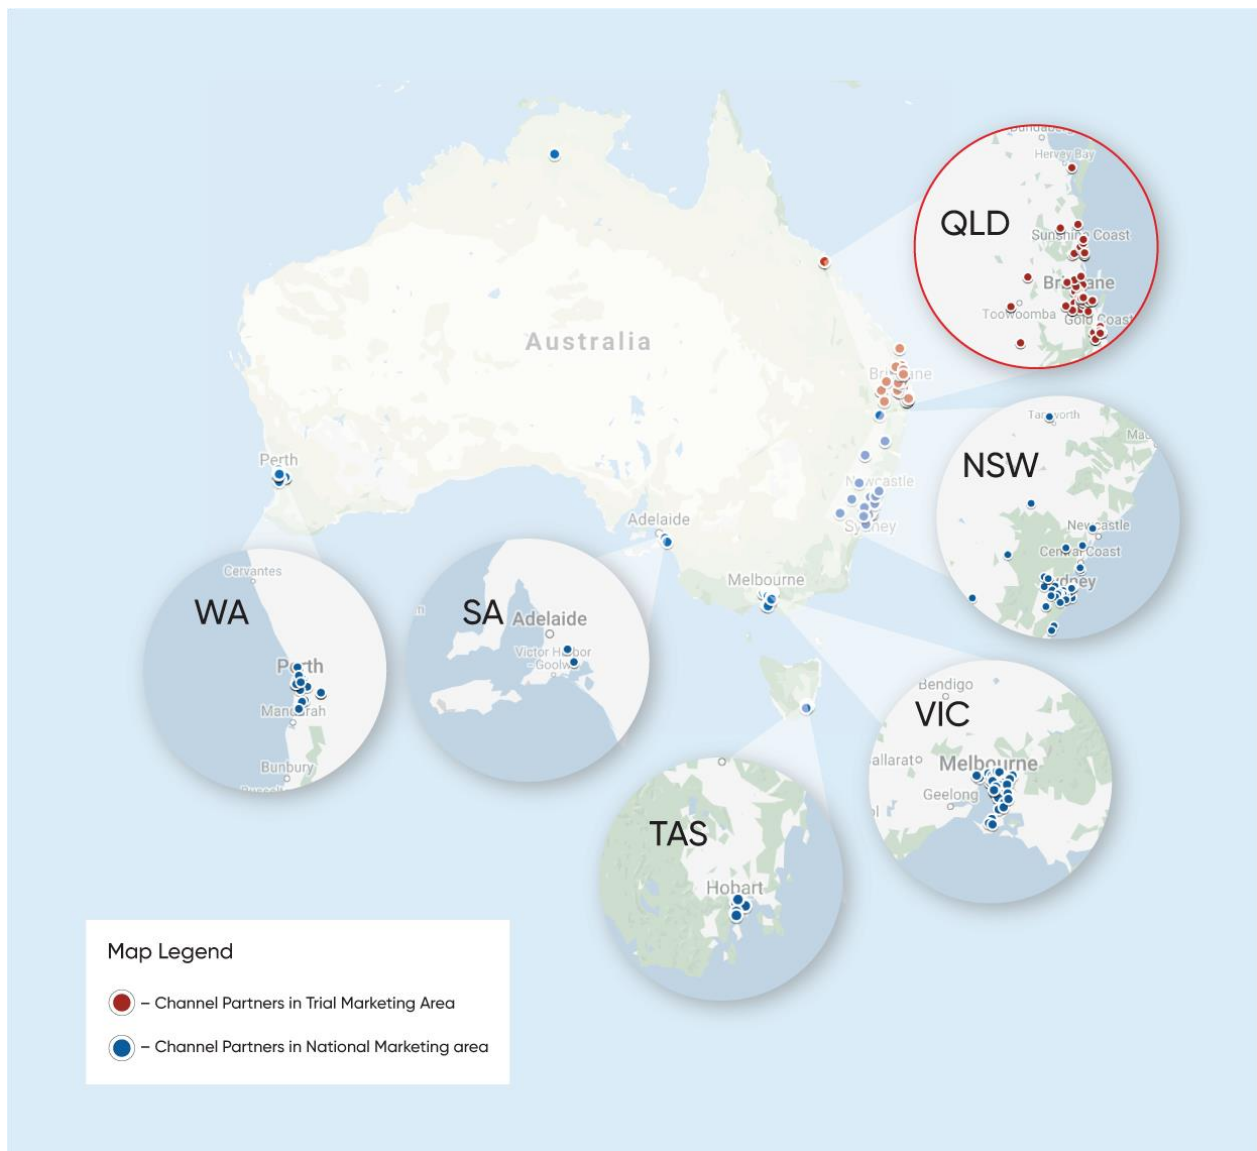 Australia
Perth
Adelaide
Melbourne
Brisbane
Newcastle
Sydney
QLD
Hervey Bay
Sunshine Coast
Brisbane
Toowoomba
Gold Coast
NSW
Tamworth
Newcastle
Central Coast
Sydney
WA
Cervantes
Perth
Mandurah
Bunbury
SA
Adelaide
Victor Harbor
- Goolwa
VIC
Bendigo
Ballarat
Melbourne
Geelong
TAS
Hobart
Map Legend
– Channel Partners in Trial Marketing Area
– Channel Partners in National Marketing area